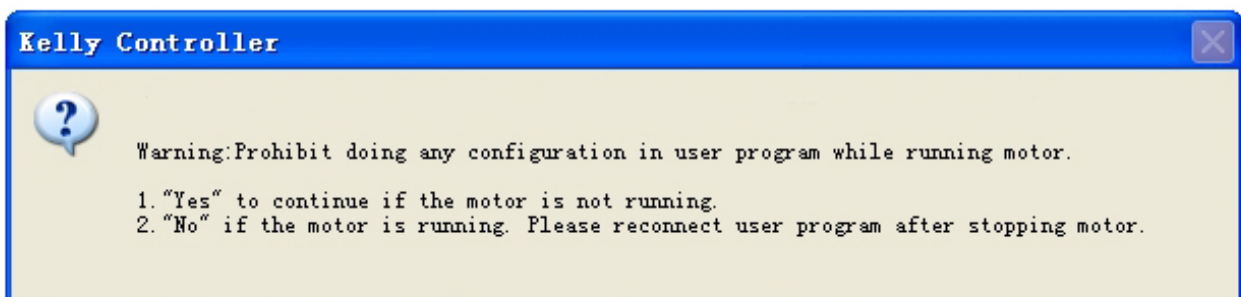 Kelly Controller
?
Warning:Prohibit doing any configuration in user program while running motor.
1."Yes" to continue if the motor is not running.
2."No" if the motor is running. Please reconnect user program after stopping motor.